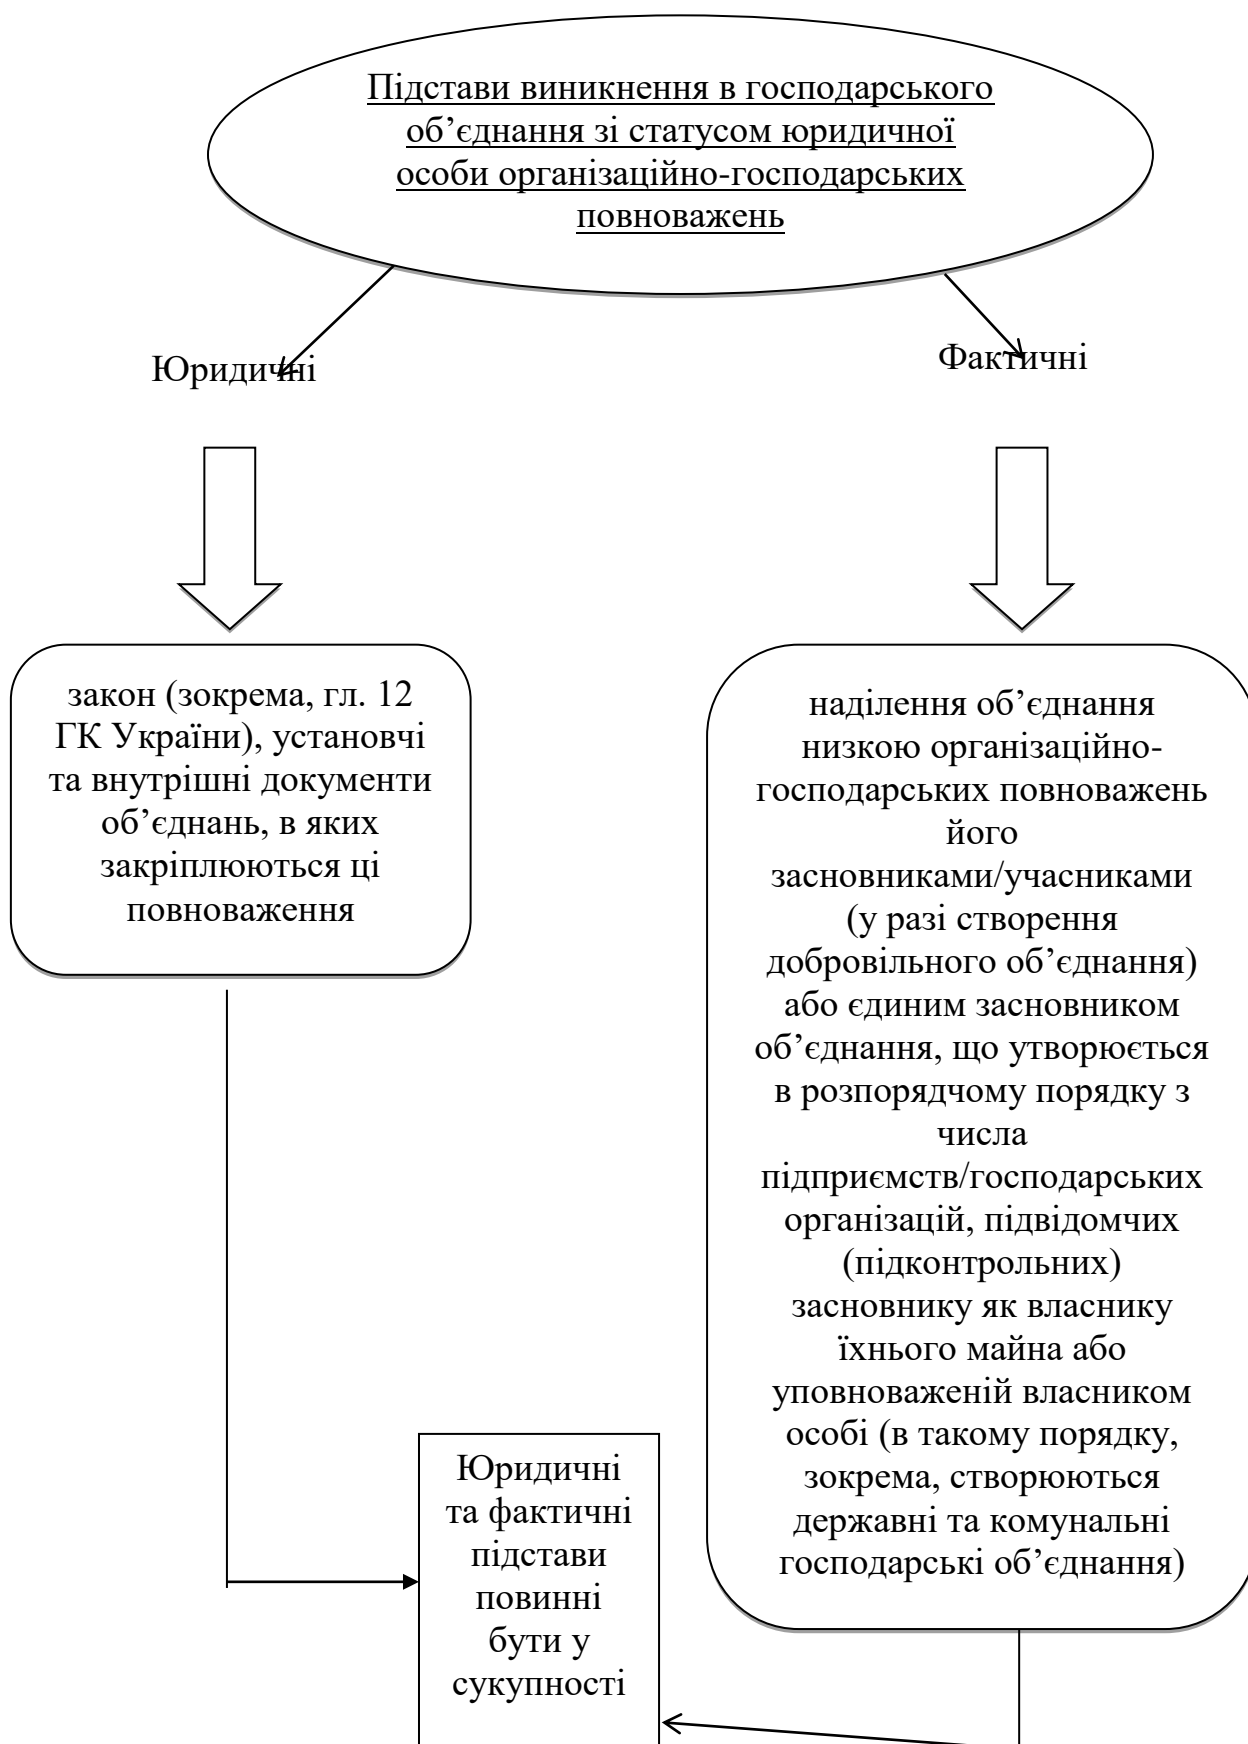 Підстави виникнення в господарського
об’єднання зі статусом юридичної
особи організаційно-господарських
повноважень
Юридичні
Фактичні
закон (зокрема, гл. 12
ГК України), установчі
та внутрішні документи
об’єднань, в яких
закріплюються ці
повноваження
наділення об’єднання
низкою організаційно-
господарських повноважень
його
засновниками/учасниками
(у разі створення
добровільного об’єднання)
або єдиним засновником
об’єднання, що утворюється
в розпорядчому порядку з
числа
підприємств/господарських
організацій, підвідомчих
(підконтрольних)
засновнику як власнику
їхнього майна або
уповноваженій власником
особі (в такому порядку,
зокрема, створюються
державні та комунальні
господарські об’єднання)
Юридичні
та фактичні
підстави
повинні
бути у
сукупності